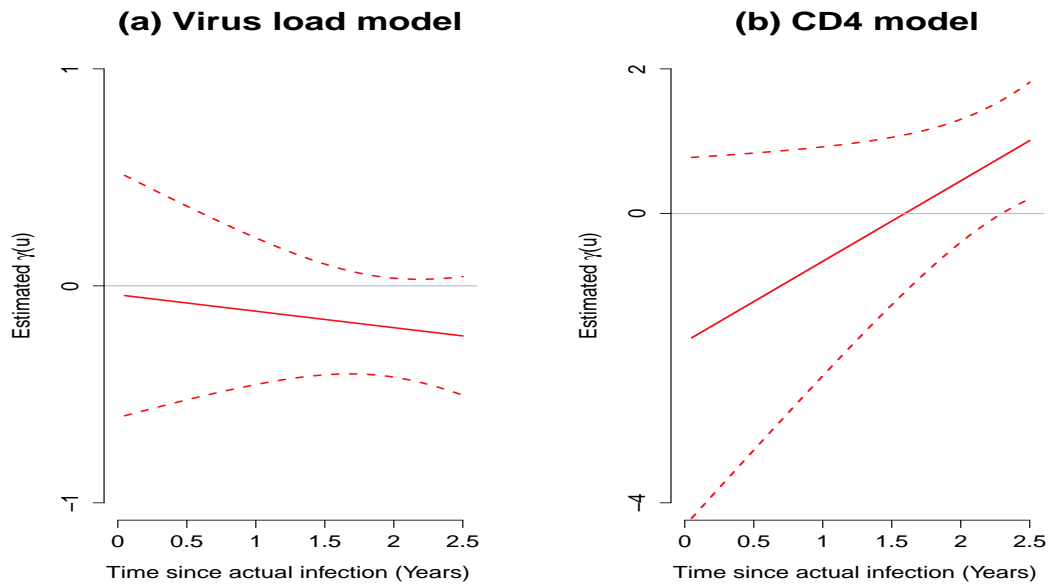 (a) Virus load model
Estimated γ(u)
1
0
−1
0 0.5 1 1.5 2 2.5
Time since actual infection (Years)
(b) CD4 model
Estimated γ(u)
2
0
−4
0 0.5 1 1.5 2 2.5
Time since actual infection (Years)